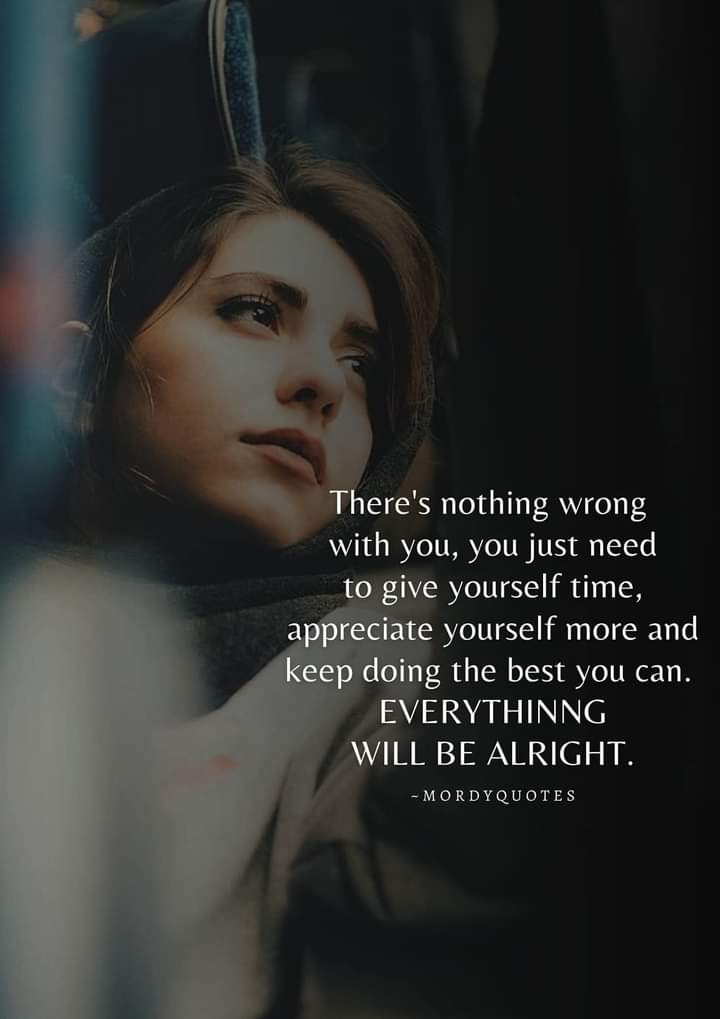 There's nothing wrong
with you, you just need
to give yourself time,
appreciate yourself more and
keep doing the best you can.
EVERYTHINNG
WILL BE ALRIGHT.
~MORDYQUOTES